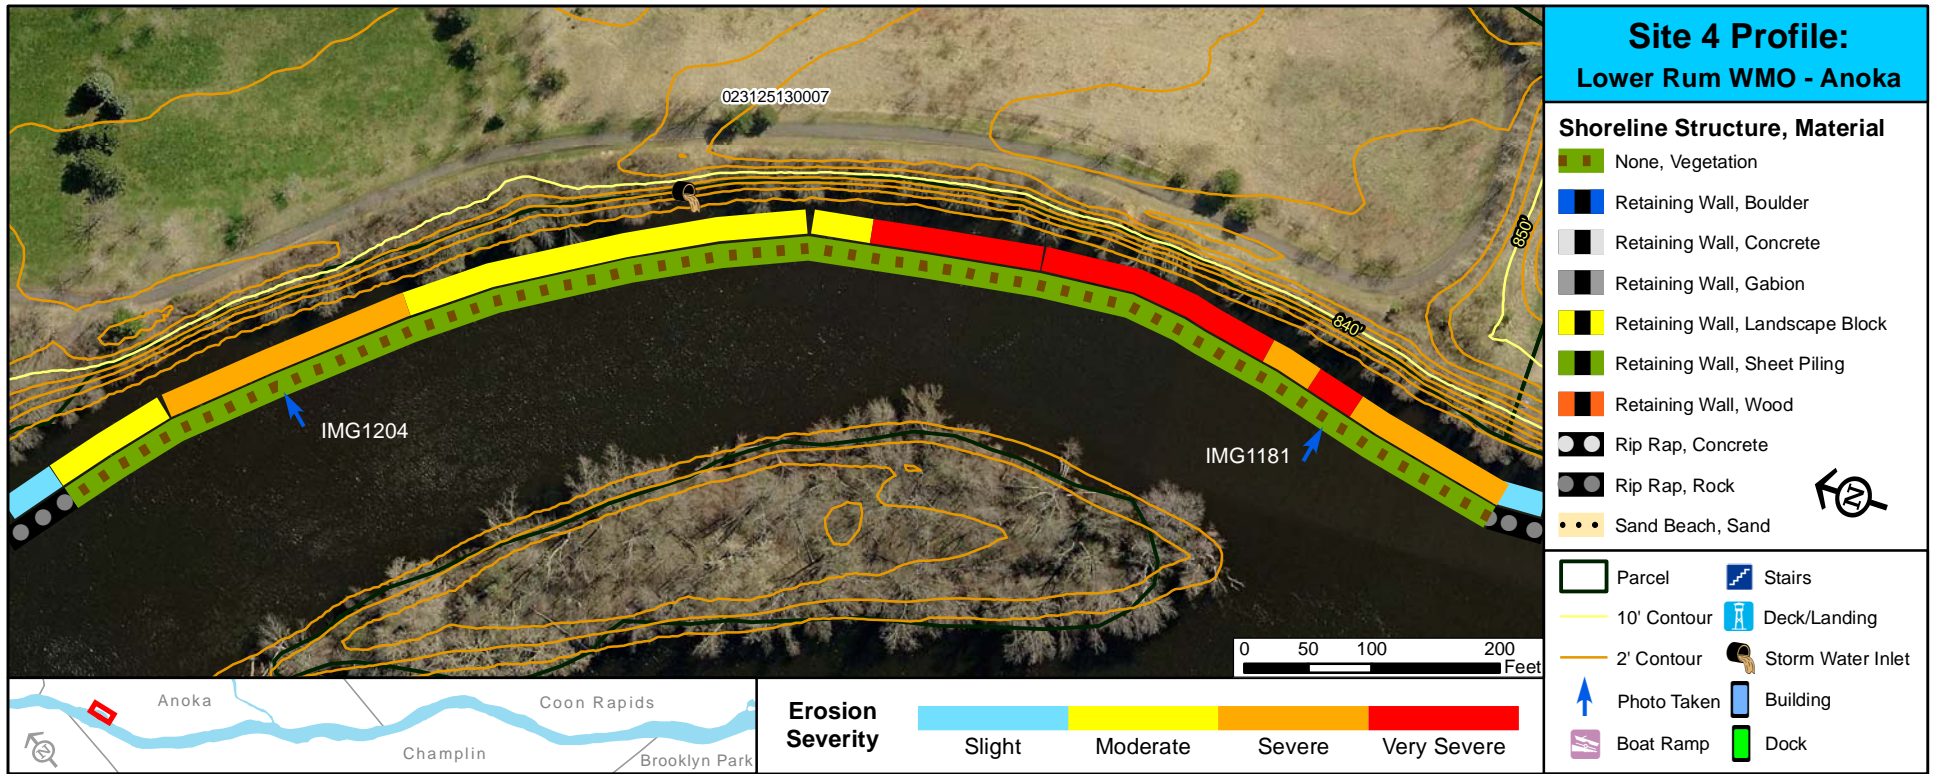 Site 4 Profile:
Lower Rum WMO - Anoka
023125130007
850'
840'
IMG1204
IMG1181
0 50 100 200
Feet
Shoreline Structure, Material
None, Vegetation
Retaining Wall, Boulder
Retaining Wall, Concrete
Retaining Wall, Gabion
Retaining Wall, Landscape Block
Retaining Wall, Sheet Piling
Retaining Wall, Wood
Rip Rap, Concrete
Rip Rap, Rock
Sand Beach, Sand
N
Parcel
Stairs
10' Contour
Deck/Landing
2' Contour
Storm Water Inlet
Photo Taken
Building
Boat Ramp
Dock
Anoka
Coon Rapids
Champlin
Brooklyn Park
N
Erosion
Severity
Slight
Moderate
Severe
Very Severe